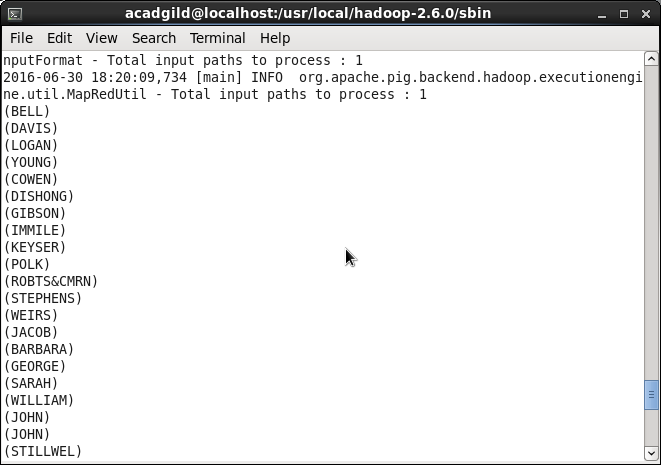 acadgild@localhost:/usr/local/hadoop-2.6.0/sbin
File Edit View Search Terminal Help
nputFormat - Total input paths to process : 1
2016-06-30 18:20:09,734 [main] INFO  org.apache.pig.backend.hadoop.executionengi
ne.util.MapRedUtil - Total input paths to process : 1
(BELL)
(DAVIS)
(LOGAN)
(YOUNG)
(COWEN)
(DISHONG)
(GIBSON)
(IMMILE)
(KEYSER)
(POLK)
(ROBTS&CMRN)
(STEPHENS)
(WEIRS)
(JACOB)
(BARBARA)
(GEORGE)
(SARAH)
(WILLIAM)
(JOHN)
(JOHN)
(STILLWEL)